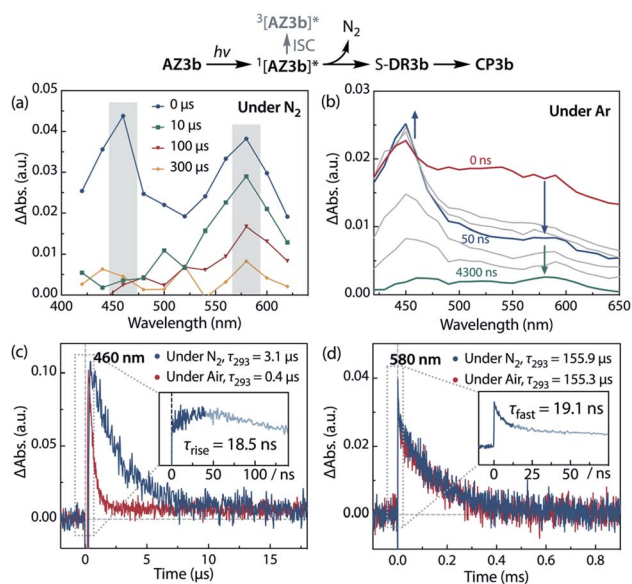 ³[AZ3b]*
N₂
ISC
hν
AZ3b
¹[AZ3b]*
S-DR3b
CP3b
(a)
Under N₂
0 µs
10 µs
100 µs
300 µs
0.05
0.04
0.03
0.02
0.01
0.00
ΔAbs. (a.u.)
400
450
500
550
600
Wavelength (nm)
(b)
Under Ar
0 ns
50 ns
4300 ns
0.03
0.02
0.01
0.00
ΔAbs. (a.u.)
450
500
550
600
650
Wavelength (nm)
(c)
460 nm
Under N₂, τ₂₉₃ = 3.1 µs
Under Air, τ₂₉₃ = 0.4 µs
τrise = 18.5 ns
0
50
100 / ns
0.10
0.05
0.00
ΔAbs. (a.u.)
0
5
10
15
Time (µs)
(d)
580 nm
Under N₂, τ₂₉₃ = 155.9 µs
Under Air, τ₂₉₃ = 155.3 µs
τfast = 19.1 ns
0
25
50
/ ns
0.04
0.02
0.00
ΔAbs. (a.u.)
0.0
0.2
0.4
0.6
0.8
Time (ms)